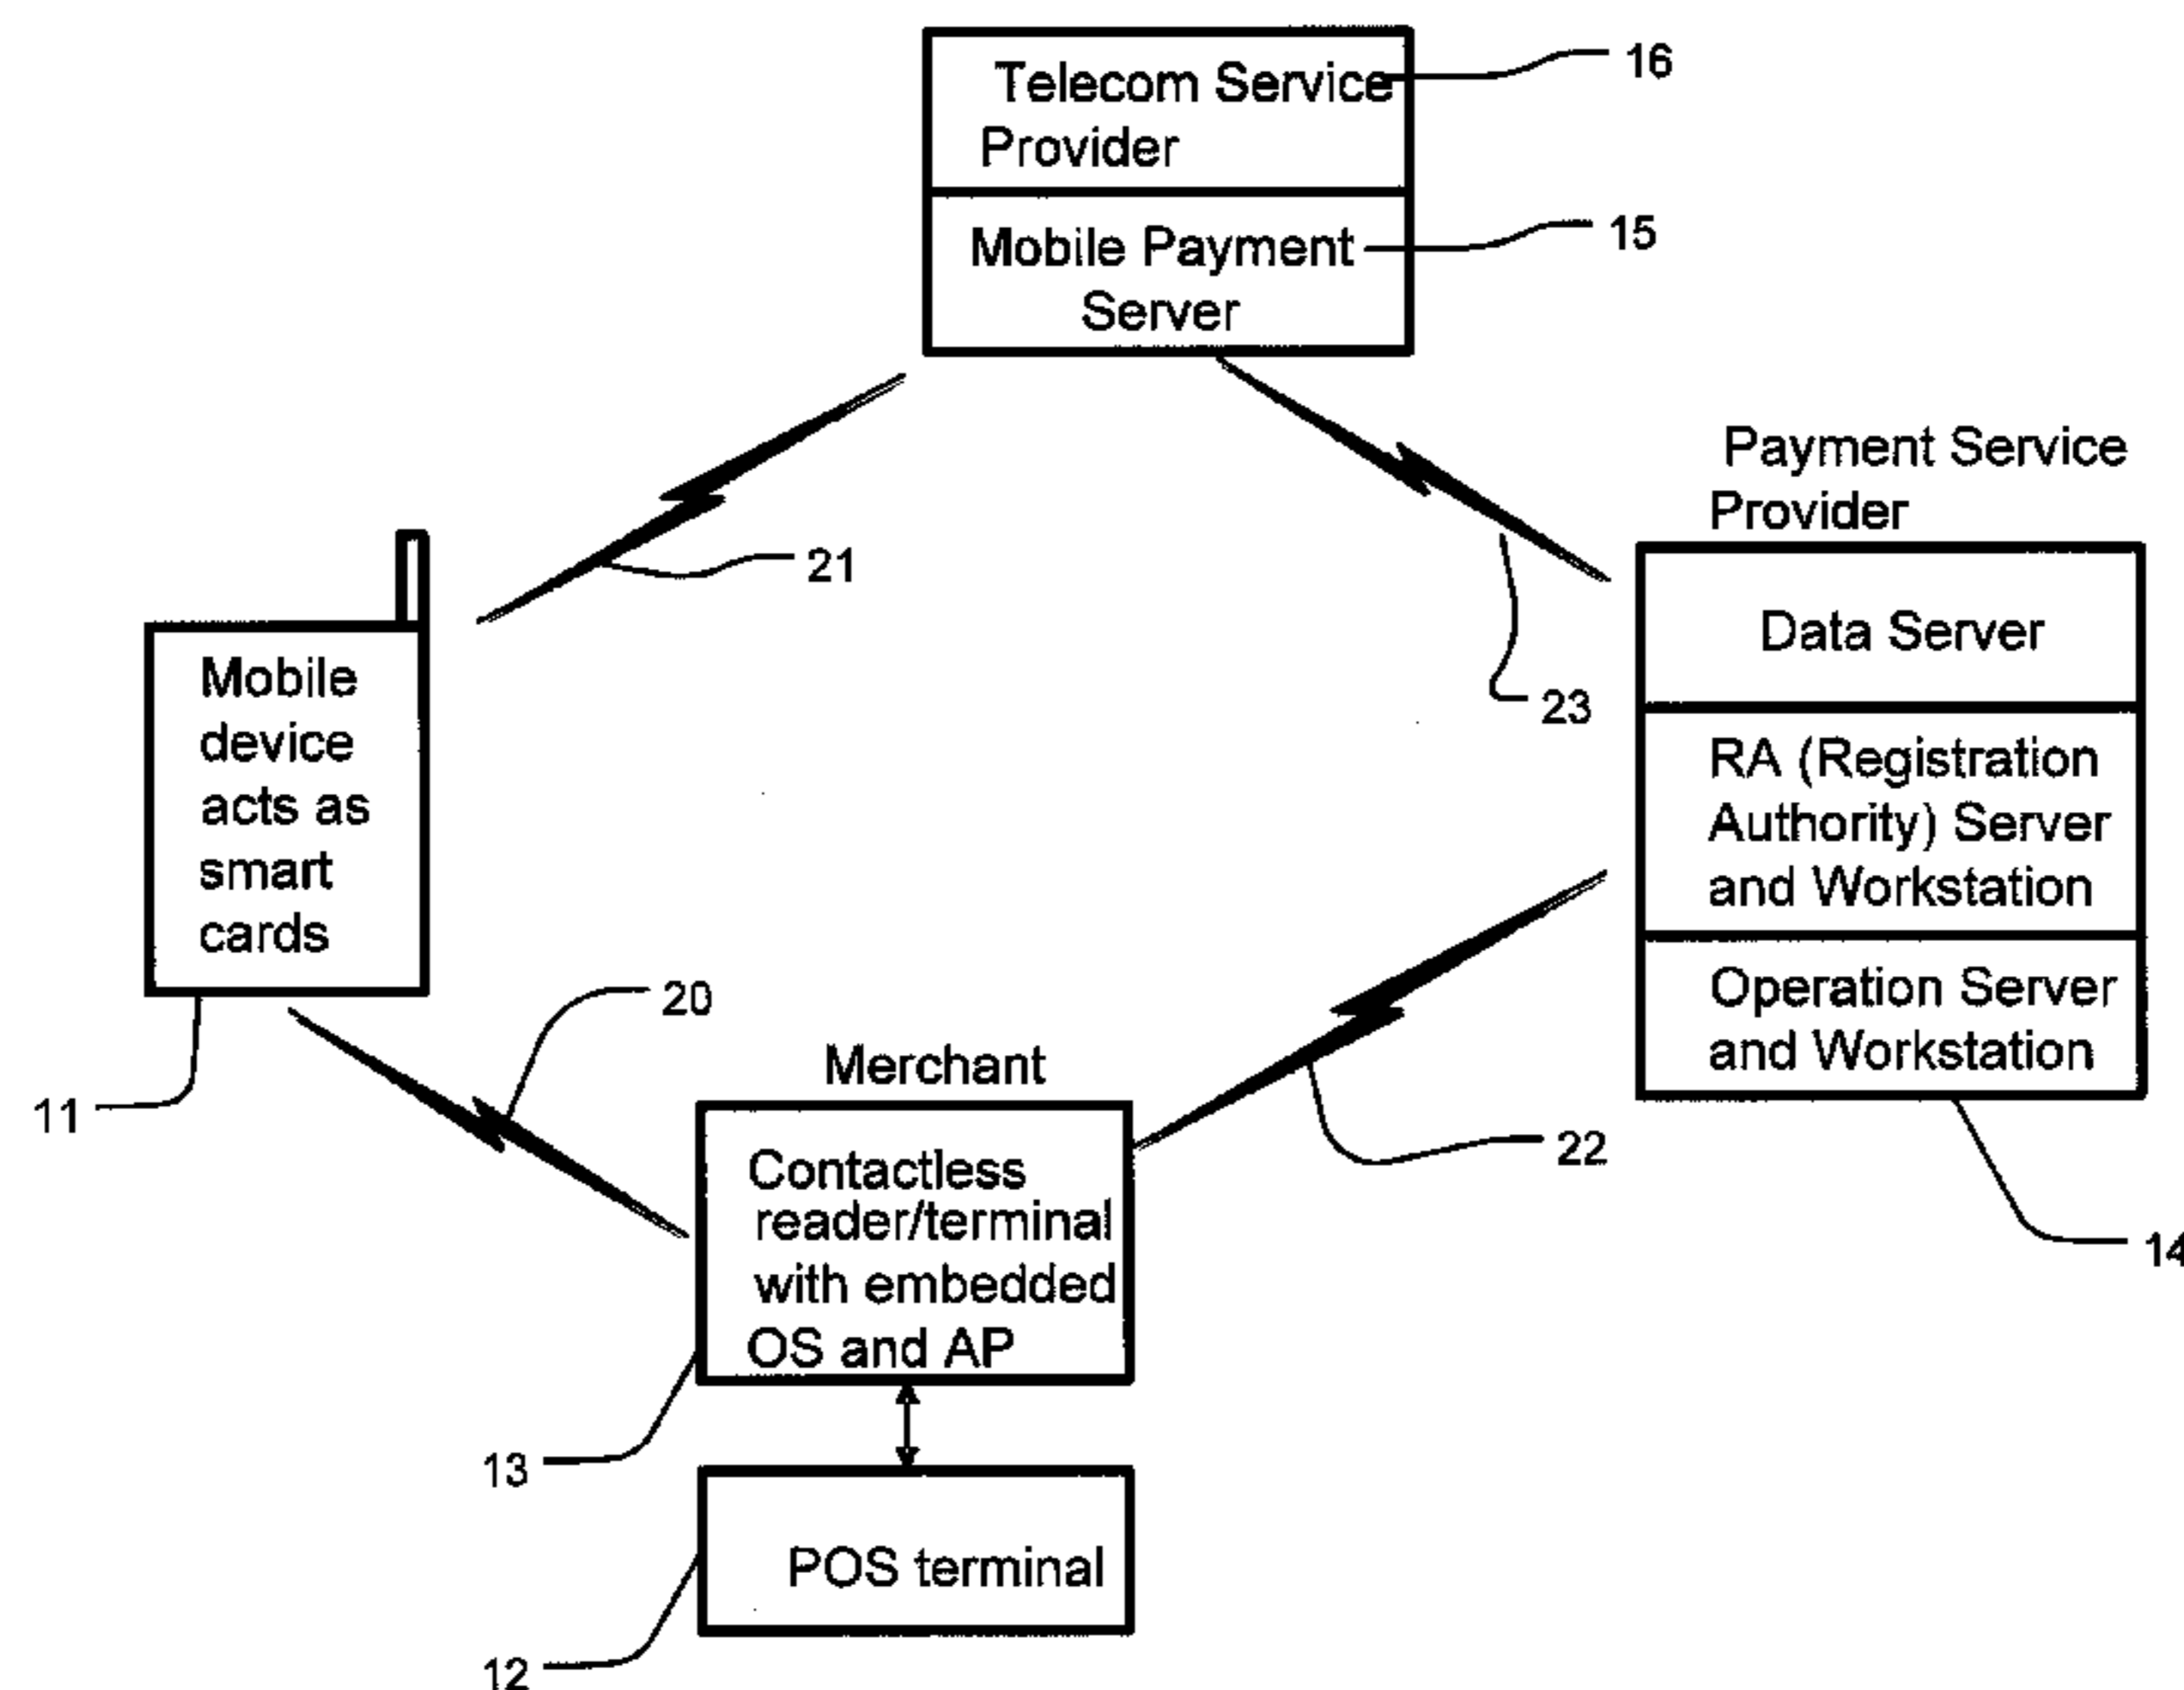 Telecom Service
Provider
16
Mobile Payment
Server
15
Payment Service
Provider
21
Data Server
Mobile
device
acts as
smart
cards
23
RA (Registration
Authority) Server
and Workstation
Operation Server
and Workstation
20
Merchant
11
Contactless
reader/terminal
with embedded
OS and AP
22
14
13
POS terminal
12